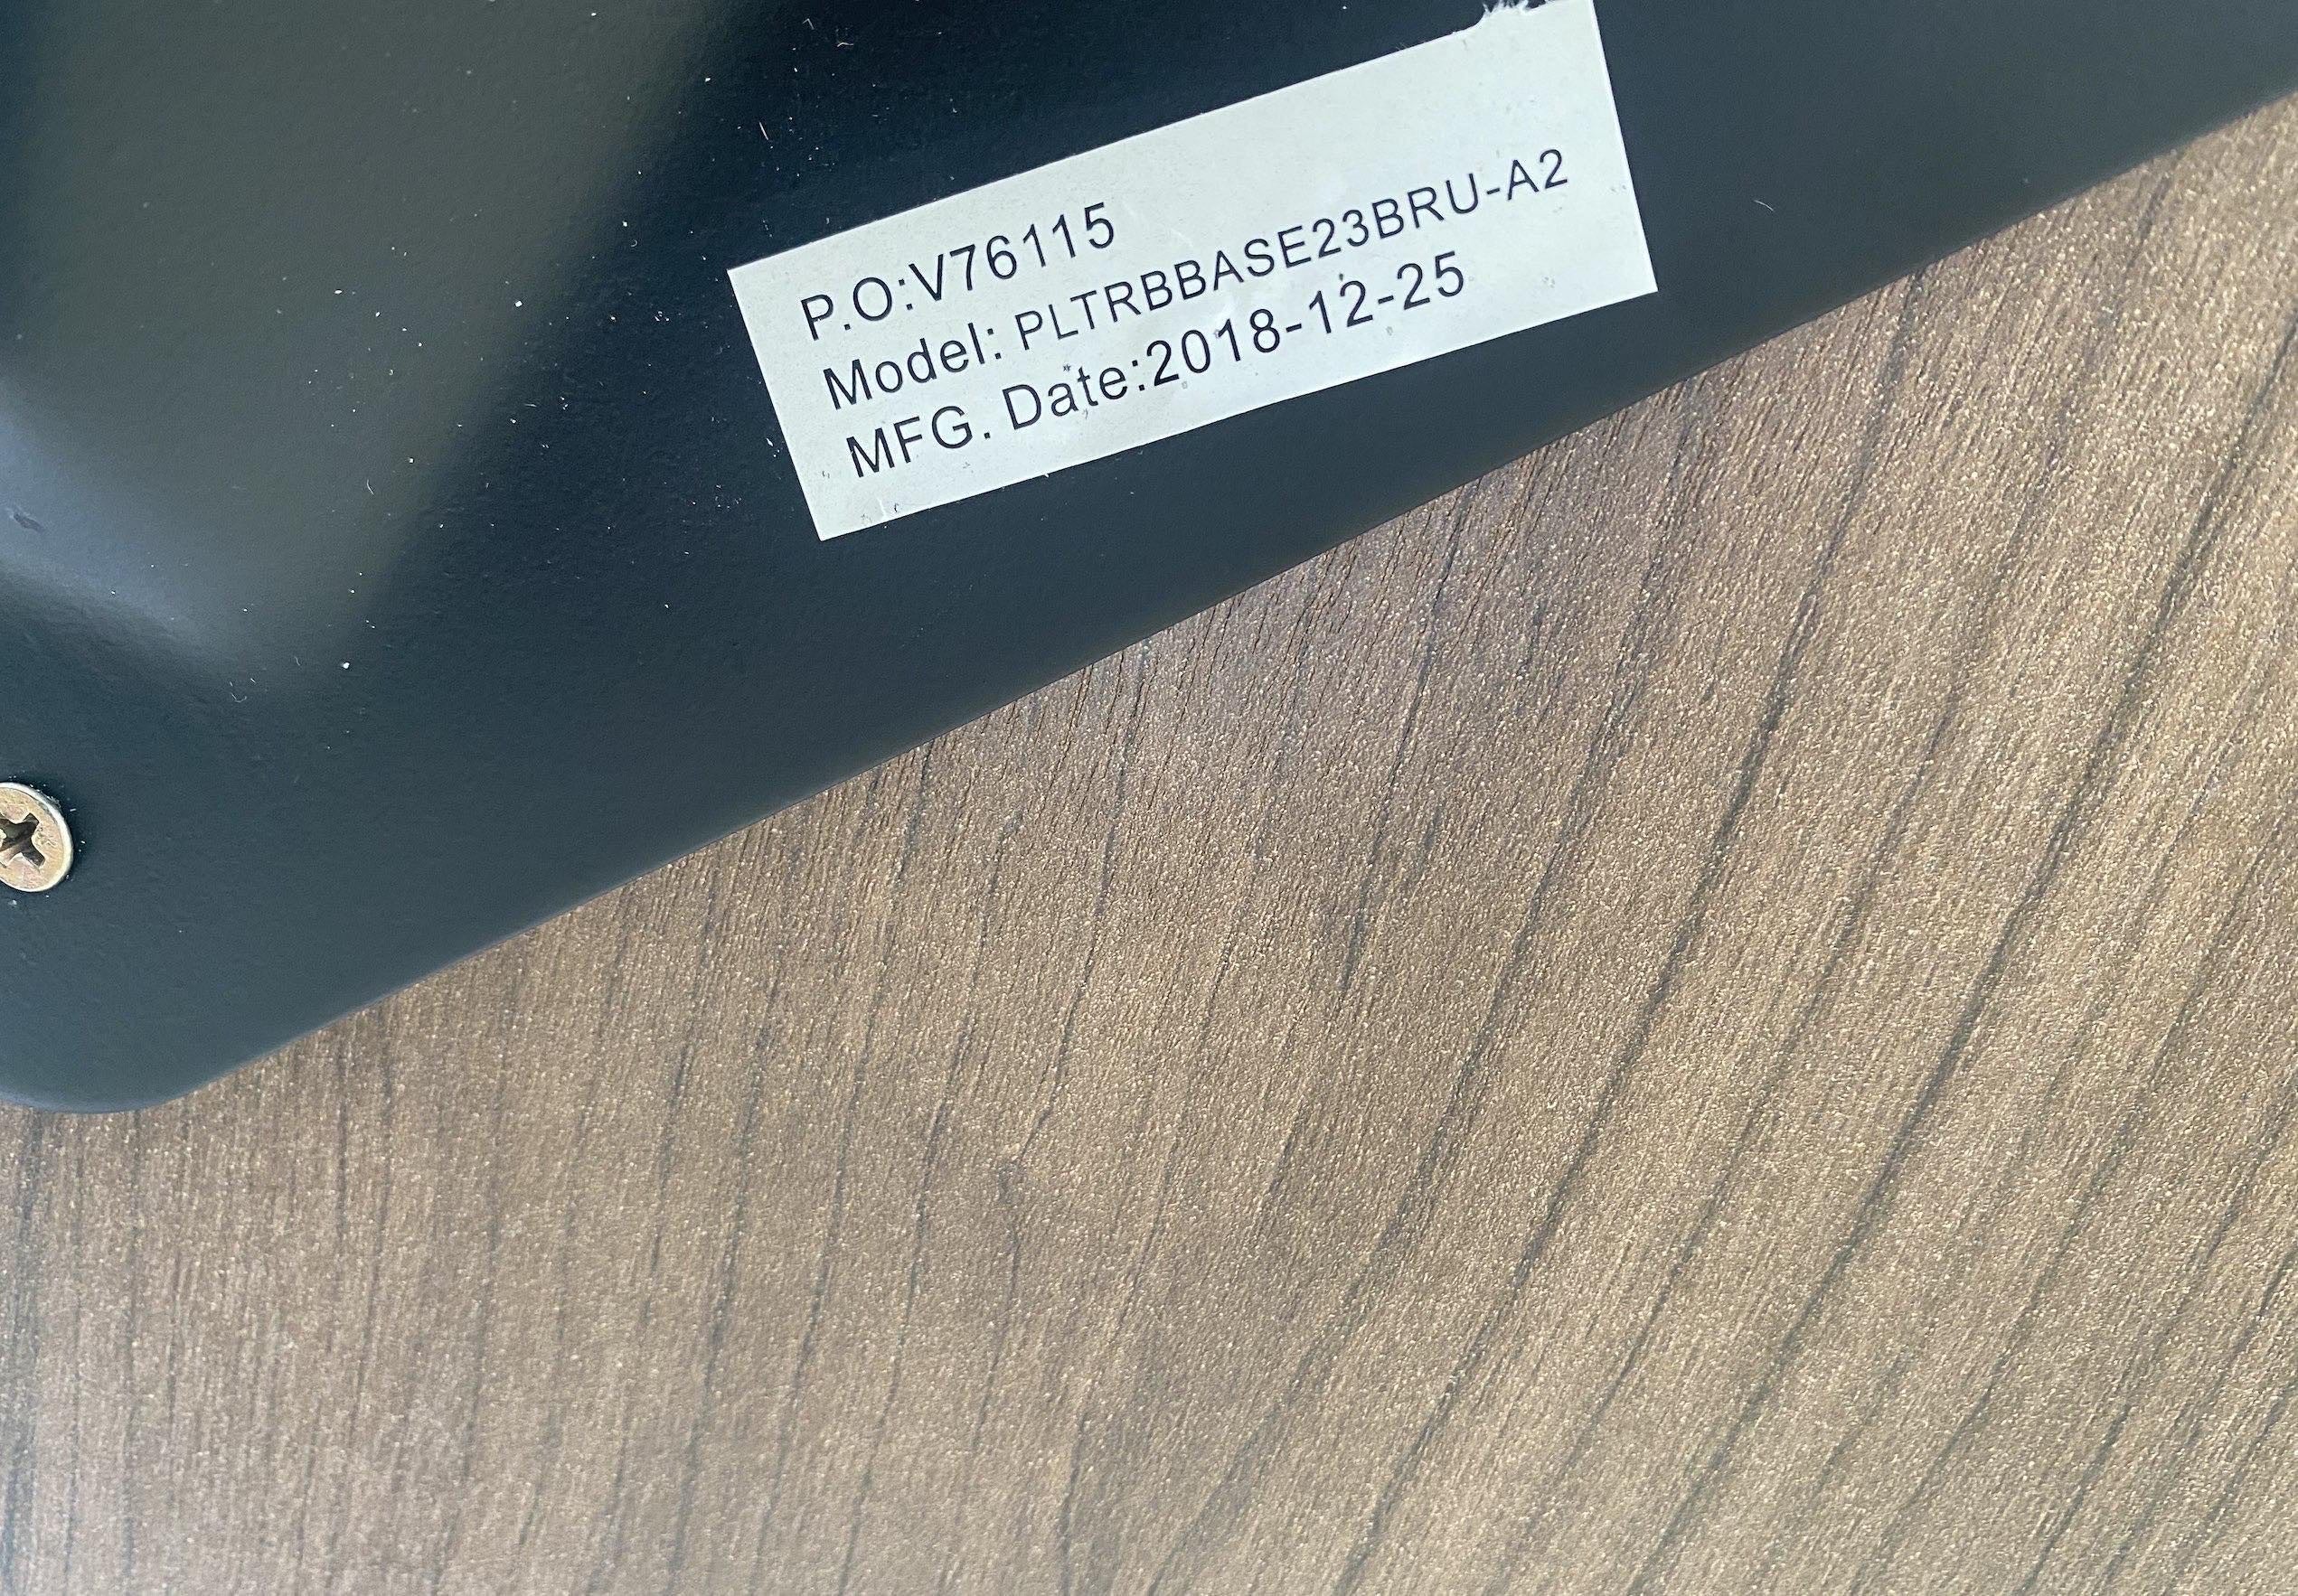 P.O:V76115
Model: PLTRBBASE23BRU-A2
MFG. Date:2018-12-25